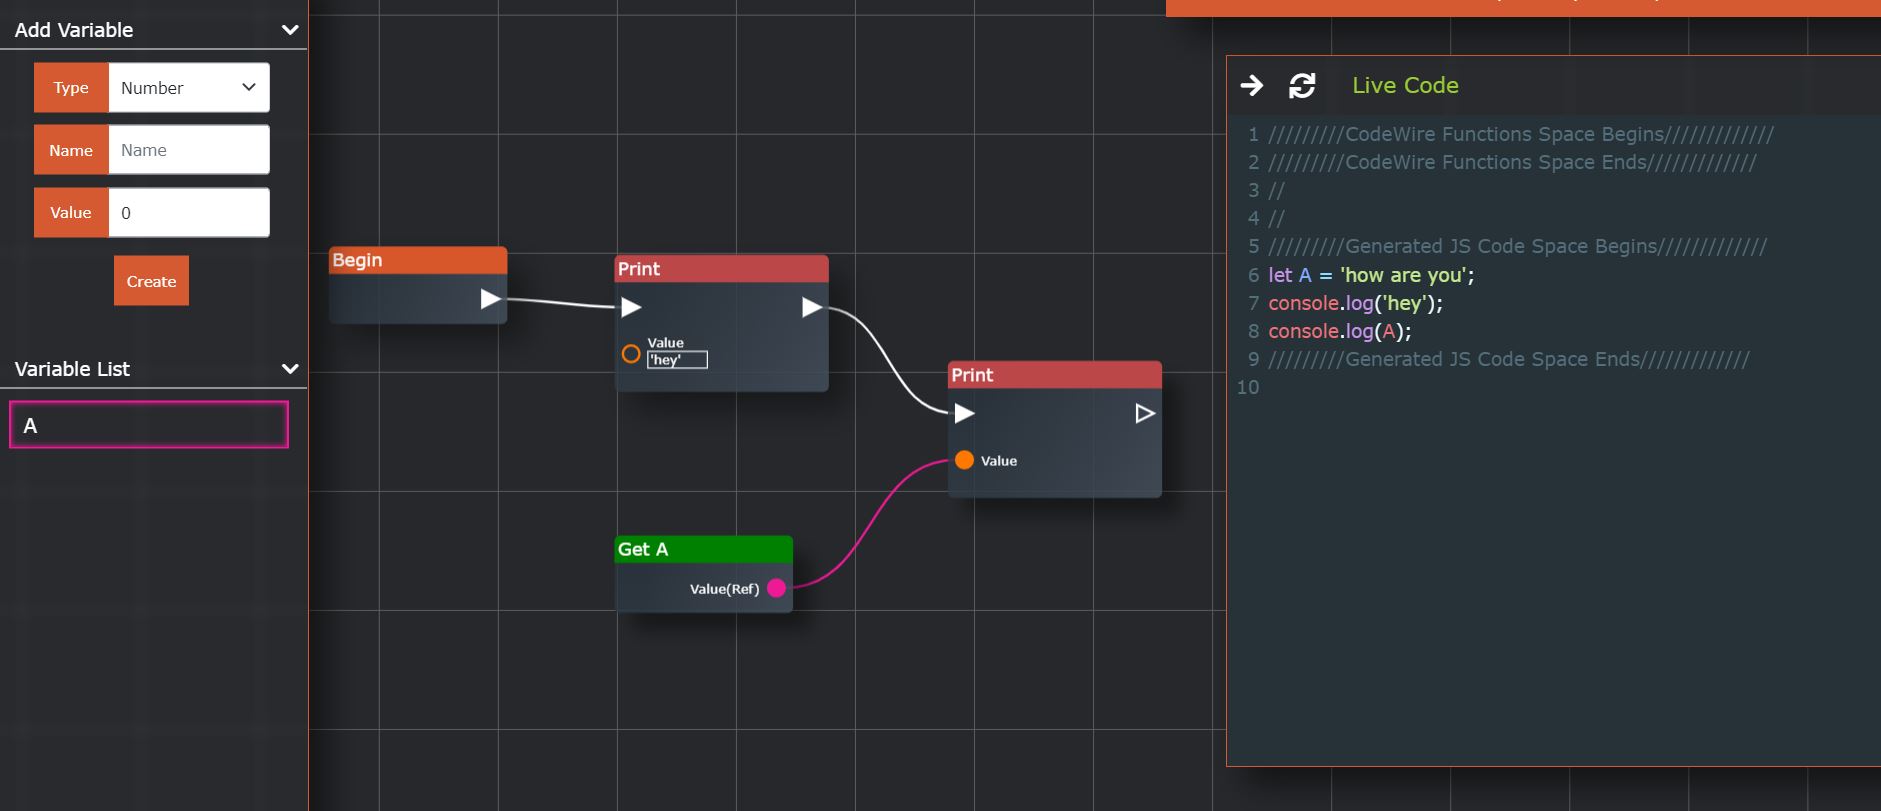 Add Variable
Type
Number
Name
Name
Value
0
Create
Variable List
A
Begin
Print
Value
'hey'
Print
Value
Get A
Value(Ref)
Live Code
1 /////////CodeWire Functions Space Begins/////////////
2 /////////CodeWire Functions Space Ends/////////////
3 //
4 //
5 /////////Generated JS Code Space Begins/////////////
6 let A = 'how are you';
7 console.log('hey');
8 console.log(A);
9 /////////Generated JS Code Space Ends/////////////
10